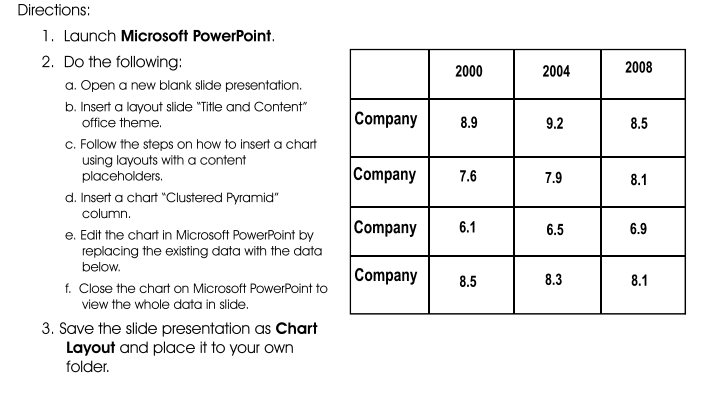 Directions:
1. Launch Microsoft PowerPoint.
2. Do the following:
a. Open a new blank slide presentation.
b. Insert a layout slide “Title and Content”
office theme.
c. Follow the steps on how to insert a chart
using layouts with a content
placeholders.
d. Insert a chart “Clustered Pyramid”
column.
e. Edit the chart in Microsoft PowerPoint by
replacing the existing data with the data
below.
f. Close the chart on Microsoft PowerPoint to
view the whole data in slide.
3. Save the slide presentation as Chart
Layout and place it to your own
folder.
2000 2004 2008
Company 8.9 9.2 8.5
Company 7.6 7.9 8.1
Company 6.1 6.5 6.9
Company 8.5 8.3 8.1